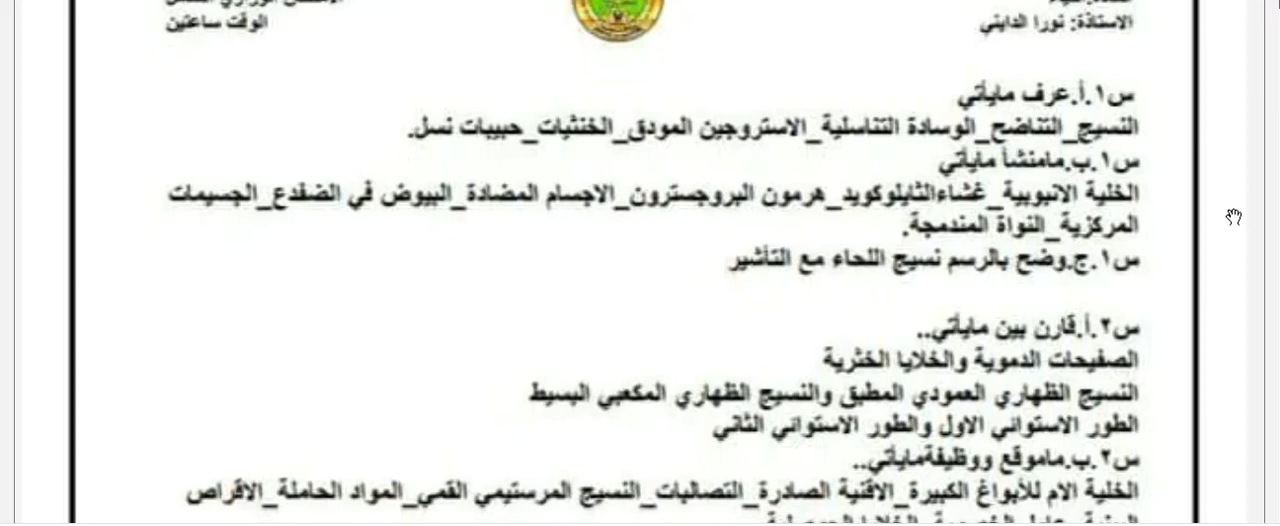 الاستاذة: نورا الدايني
الوقت ساعتين
س١.أ.عرف مايأتي
النسيج_التناضح_الوسادة التناسلية_الاستروجين المودق_الخنثيات_حبيبات نسل.
س١.ب.مامنشأ مايأتي
الخلية الانبوبية_غشاءالثايلوكويد_هرمون البروجسترون_الاجسام المضادة_البيوض في الضفدع_الجسيمات
المركزية_النواة المندمجة.
س١.ج.وضح بالرسم نسيج اللحاء مع التأشير
س٢.أ.قارن بين مايأتي..
الصفيحات الدموية والخلايا الخثرية
النسيج الظهاري العمودي المطبق والنسيج الظهاري المكعبي البسيط
الطور الاستوائي الاول والطور الاستوائي الثاني
س٢.ب.ماموقع ووظيفةمايأتي..
الخلية الام للأبواغ الكبيرة_الاقنية الصادرة_التصالبات_النسيج المرستيمي القمي_المواد الحاملة_الاقراص